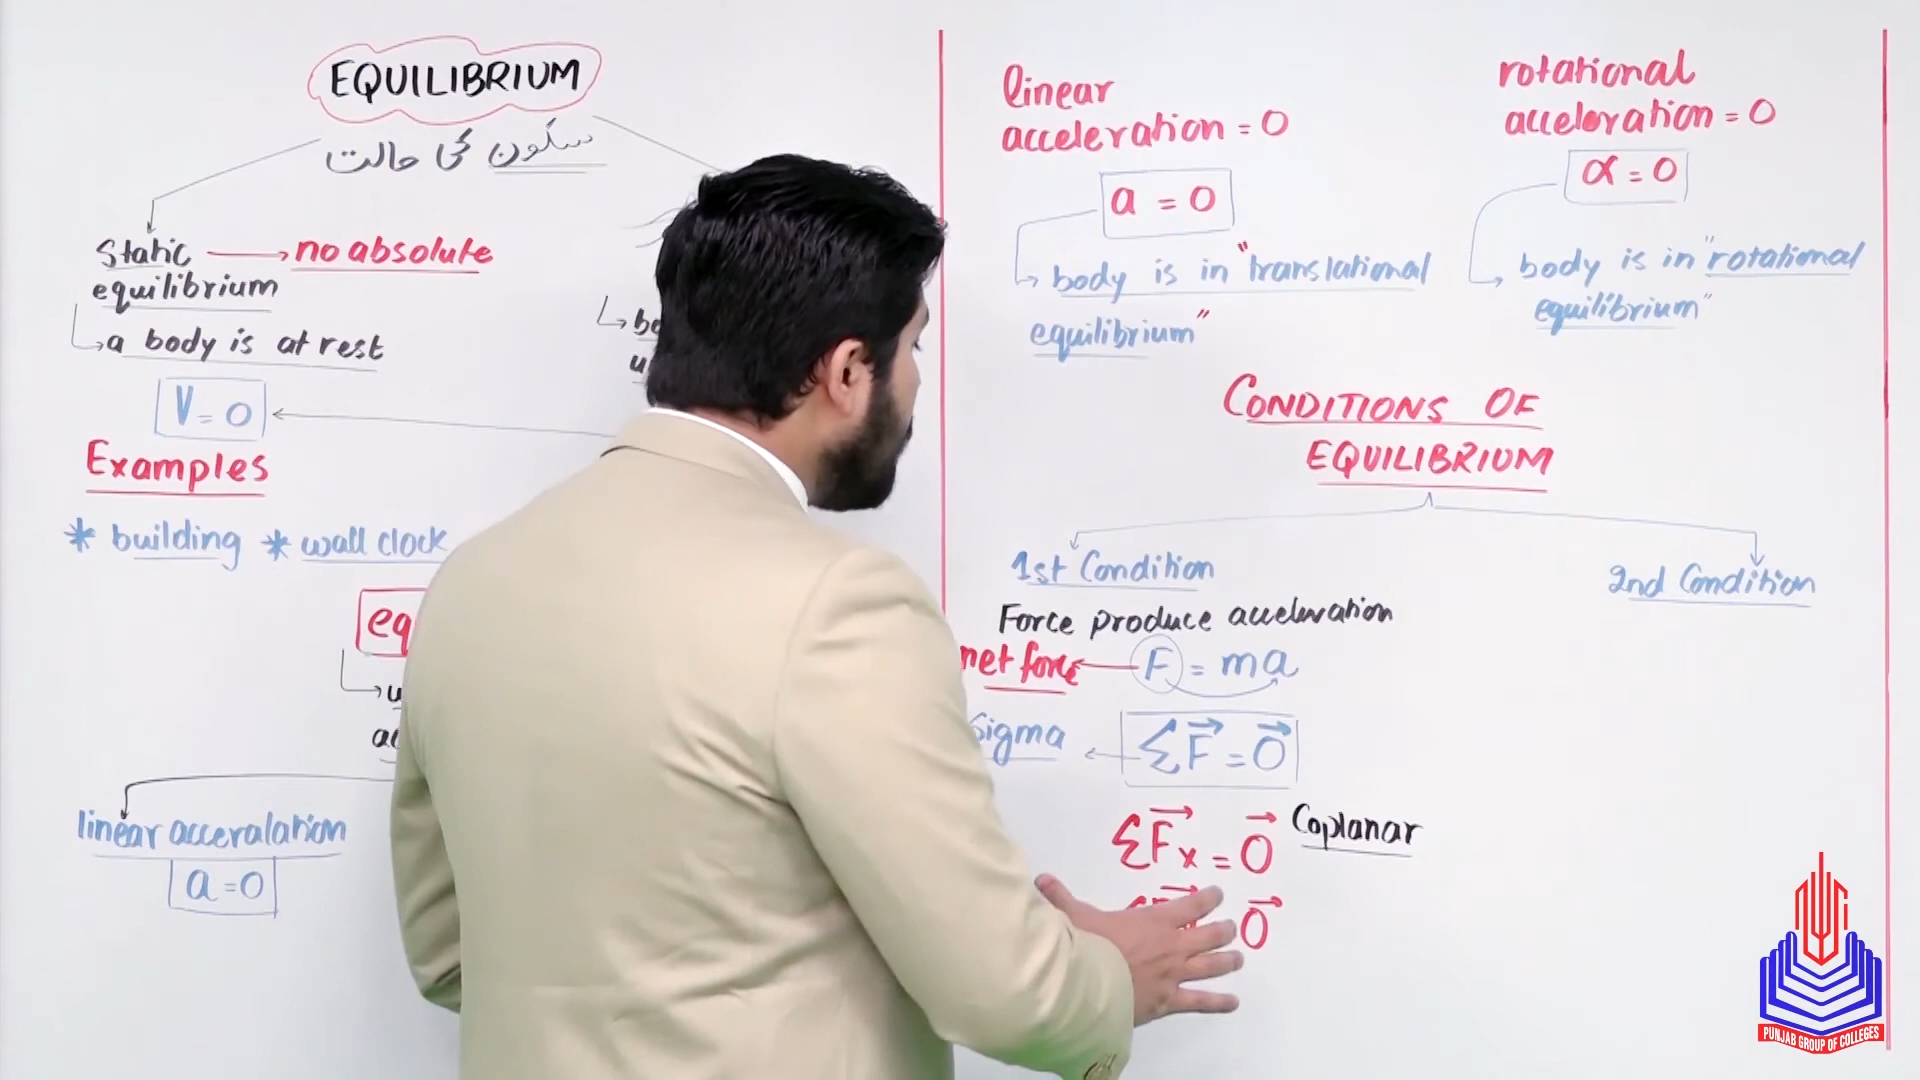 EQUILIBRIUM
سکون کی حالت
Static
equilibrium
no absolute
a body is at rest
V = 0
Examples
* building * wall clock
linear acceralation
a = 0
linear
acceleration = 0
a = 0
body is in "translational
equilibrium"
rotational
acceleration = 0
α = 0
body is in "rotational
equilibrium"
CONDITIONS OF
EQUILIBRIUM
1st Condition
2nd Condition
Force produce acceleration
net force F = ma
Sigma ΣF⃗ = 0⃗
ΣF⃗x = 0⃗ Coplanar
0⃗
PUNJAB GROUP OF COLLEGES